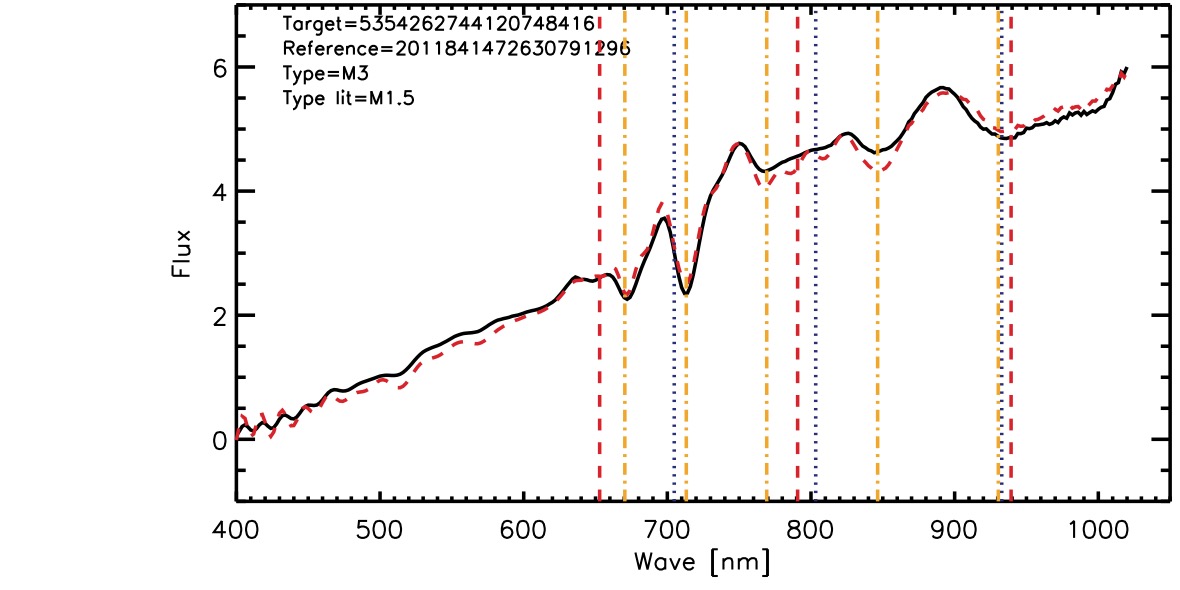 Target=5354262744120748416
Reference=2011841472630791296
Type=M3
Type lit=M1.5
6
4
2
0
Flux
400 500 600 700 800 900 1000
Wave [nm]